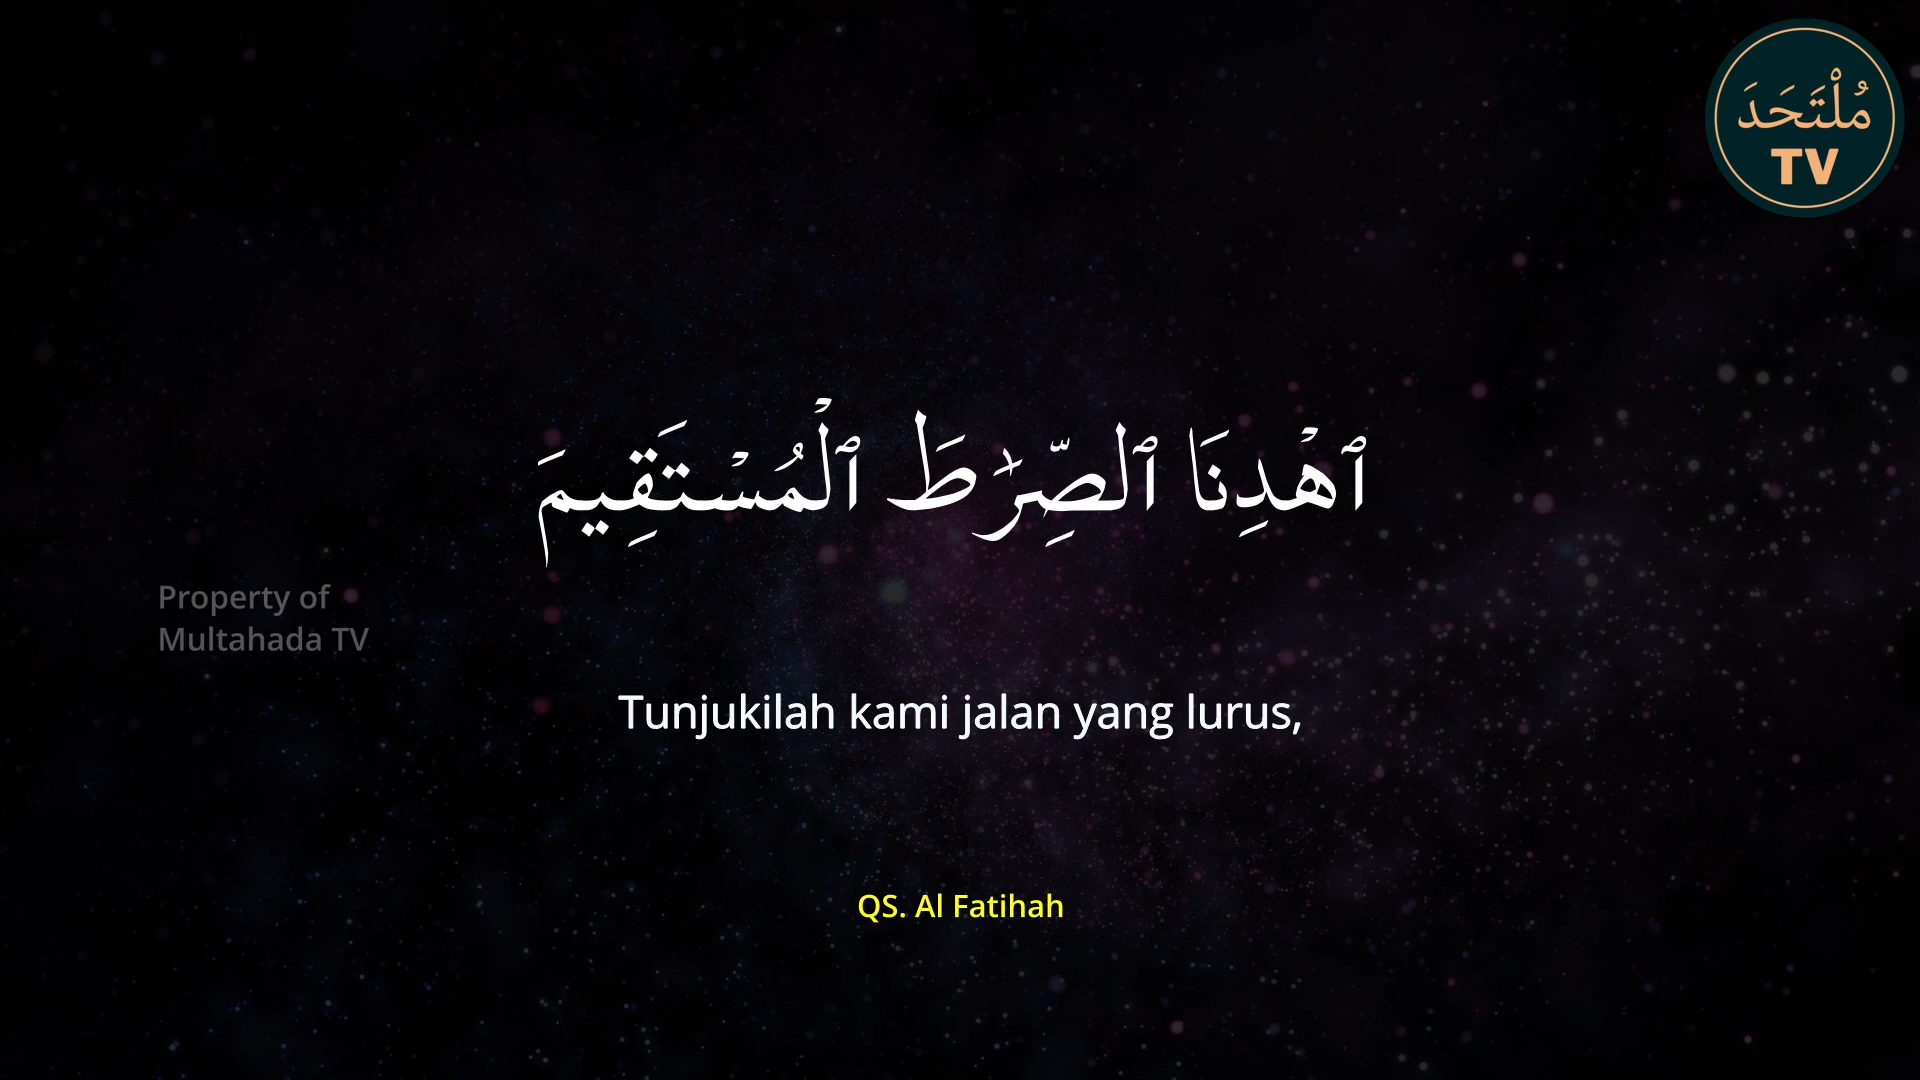 مُلْتَحَدَ
TV
ٱهْدِنَا ٱلصِّرَٰطَ ٱلْمُسْتَقِيمَ
Property of
Multahada TV
Tunjukilah kami jalan yang lurus,
QS. Al Fatihah